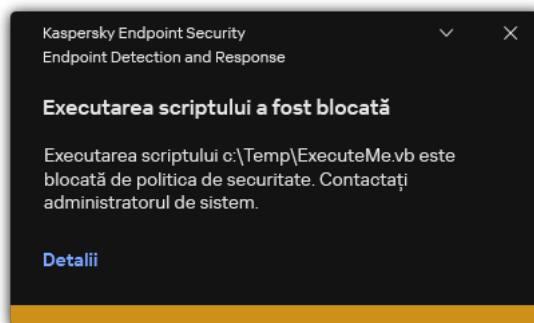 Kaspersky Endpoint Security
Endpoint Detection and Response
Executarea scriptului a fost blocată
Executarea scriptului c:\Temp\ExecuteMe.vb este
blocată de politica de securitate. Contactați
administratorul de sistem.
Detalii